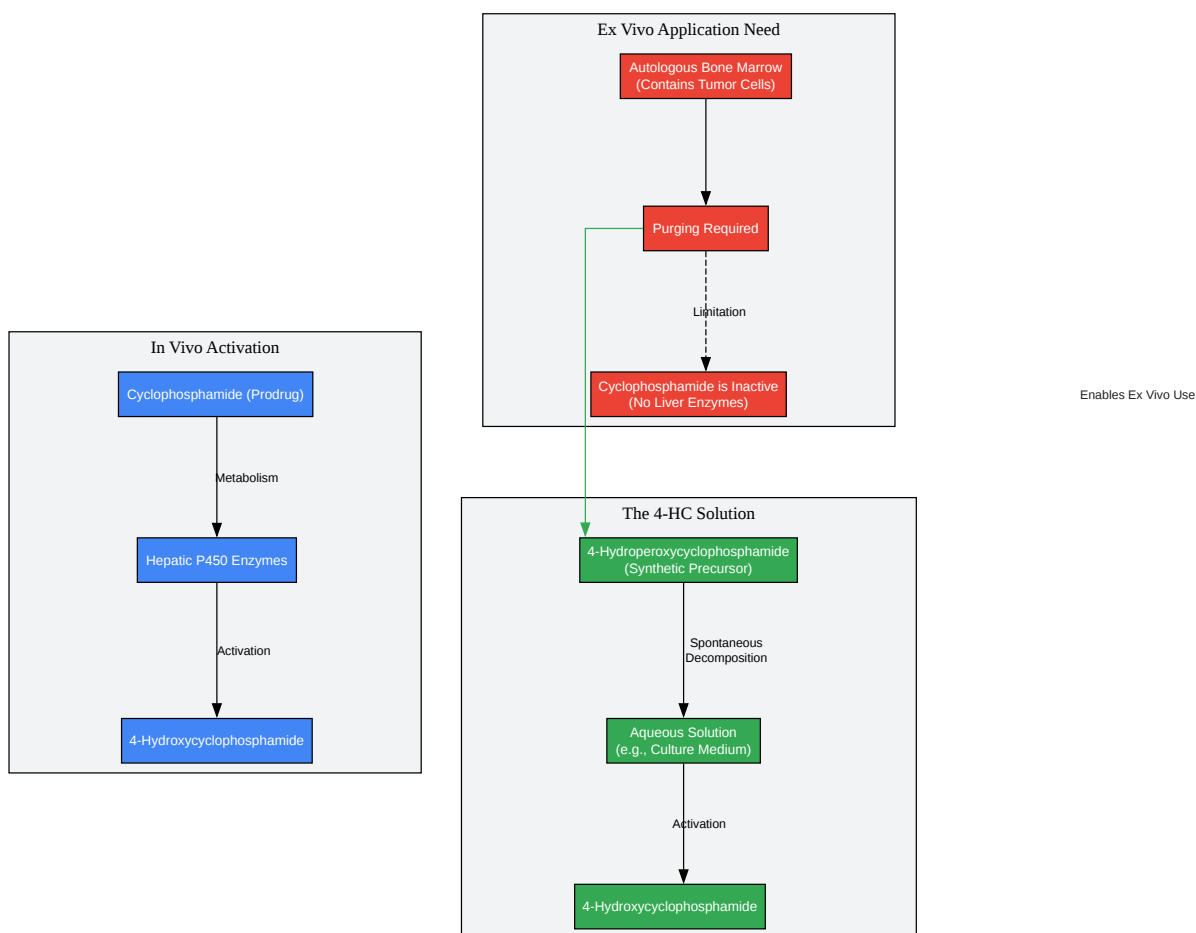 Ex Vivo Application Need
Autologous Bone Marrow
(Contains Tumor Cells)
Purging Required
Limitation
Cyclophosphamide is Inactive
(No Liver Enzymes)
In Vivo Activation
Cyclophosphamide (Prodrug)
Metabolism
Hepatic P450 Enzymes
Activation
4-Hydroxycyclophosphamide
Enables Ex Vivo Use
The 4-HC Solution
4-Hydroperoxycyclophosphamide
(Synthetic Precursor)
Spontaneous
Decomposition
Aqueous Solution
(e.g., Culture Medium)
Activation
4-Hydroxycyclophosphamide